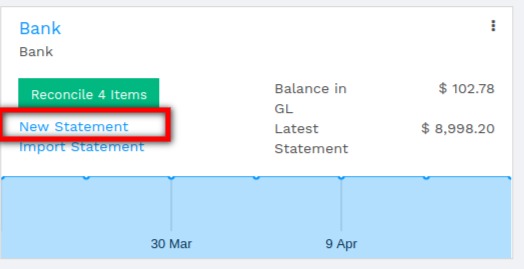 Bank
Bank
Reconcile 4 Items
New Statement
Import Statement
Balance in GL $ 102.78
Latest Statement $ 8,998.20
30 Mar 9 Apr